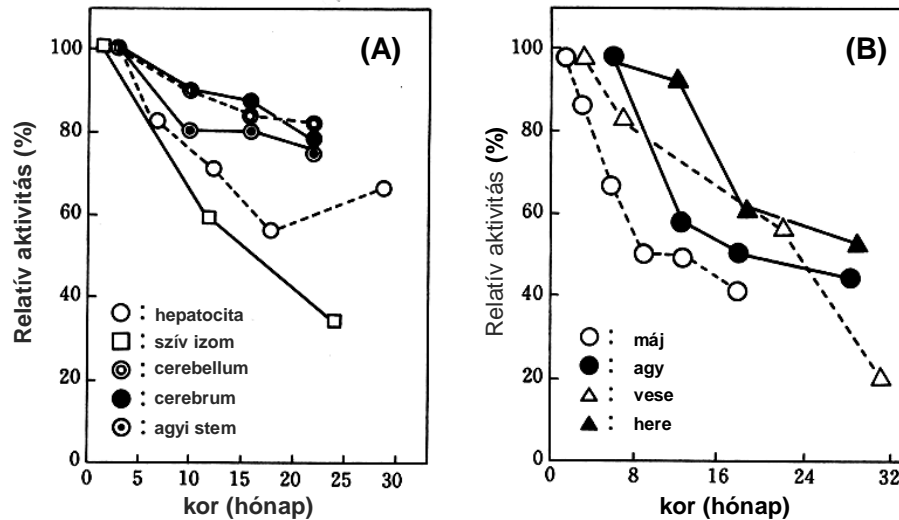 (A)
Relatív aktivitás (%)
100
80
60
40
20
0
: hepatocita
: szív izom
: cerebellum
: cerebrum
: agyi stem
0 5 10 15 20 25 30
kor (hónap)
(B)
Relatív aktivitás (%)
100
80
60
40
20
0
: máj
: agy
: vese
: here
0 8 16 24 32
kor (hónap)